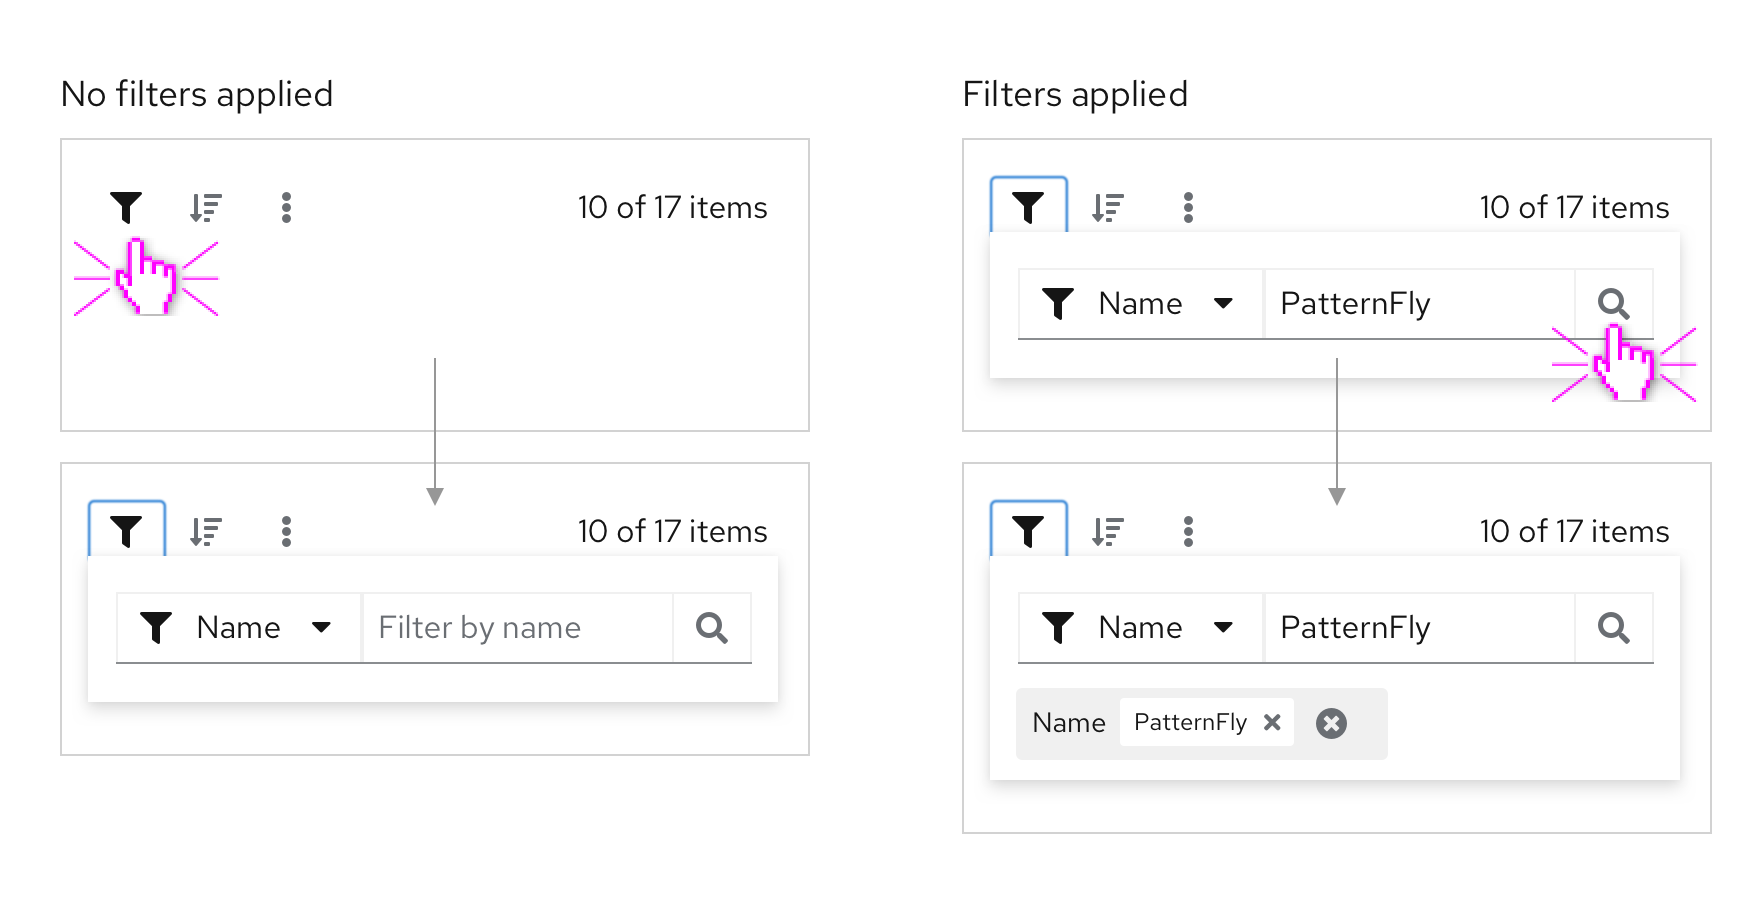 No filters applied
10 of 17 items
10 of 17 items
Name Filter by name
Filters applied
10 of 17 items
Name PatternFly
10 of 17 items
Name PatternFly
Name PatternFly